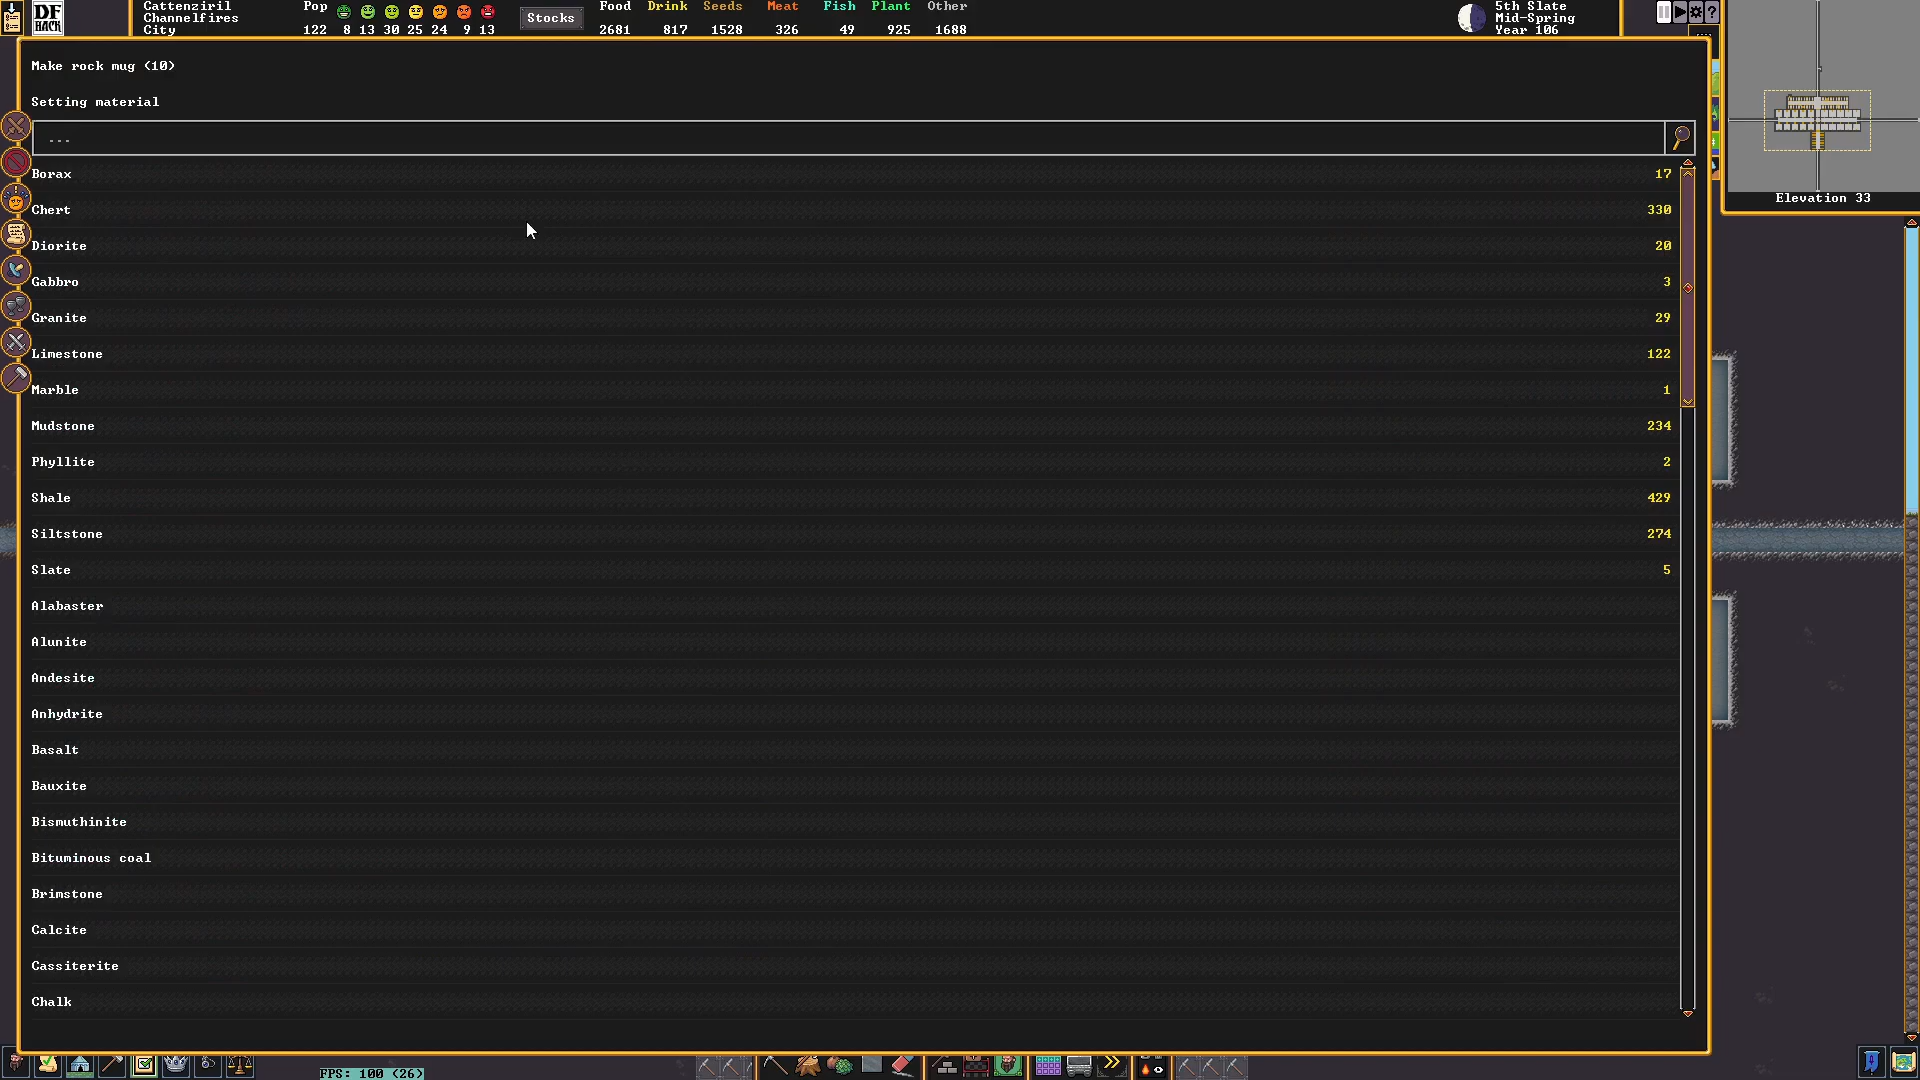 DF
HACK
Cattenziril
Channelfires
City
Pop
122 8 13 30 25 24 9 13
Stocks
Food Drink Seeds Meat Fish Plant Other
2681 817 1528 326 49 925 1688
5th Slate
Mid-Spring
Year 106
?
Elevation 33
Make rock mug (10)
Setting material
...
Borax 17
Chert 330
Diorite 20
Gabbro 3
Granite 29
Limestone 122
Marble 1
Mudstone 234
Phyllite 2
Shale 429
Siltstone 274
Slate 5
Alabaster
Alunite
Andesite
Anhydrite
Basalt
Bauxite
Bismuthinite
Bituminous coal
Brimstone
Calcite
Cassiterite
Chalk
FPS: 100 (26)